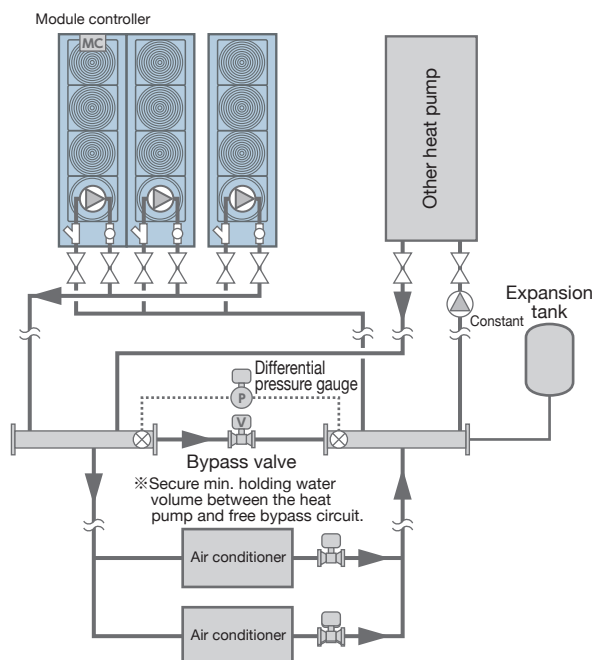 Module controller
MC
Other heat pump
Constant
Expansion
tank
Differential
pressure gauge
P
V
Bypass valve
※Secure min. holding water
volume between the heat
pump and free bypass circuit.
Air conditioner
Air conditioner